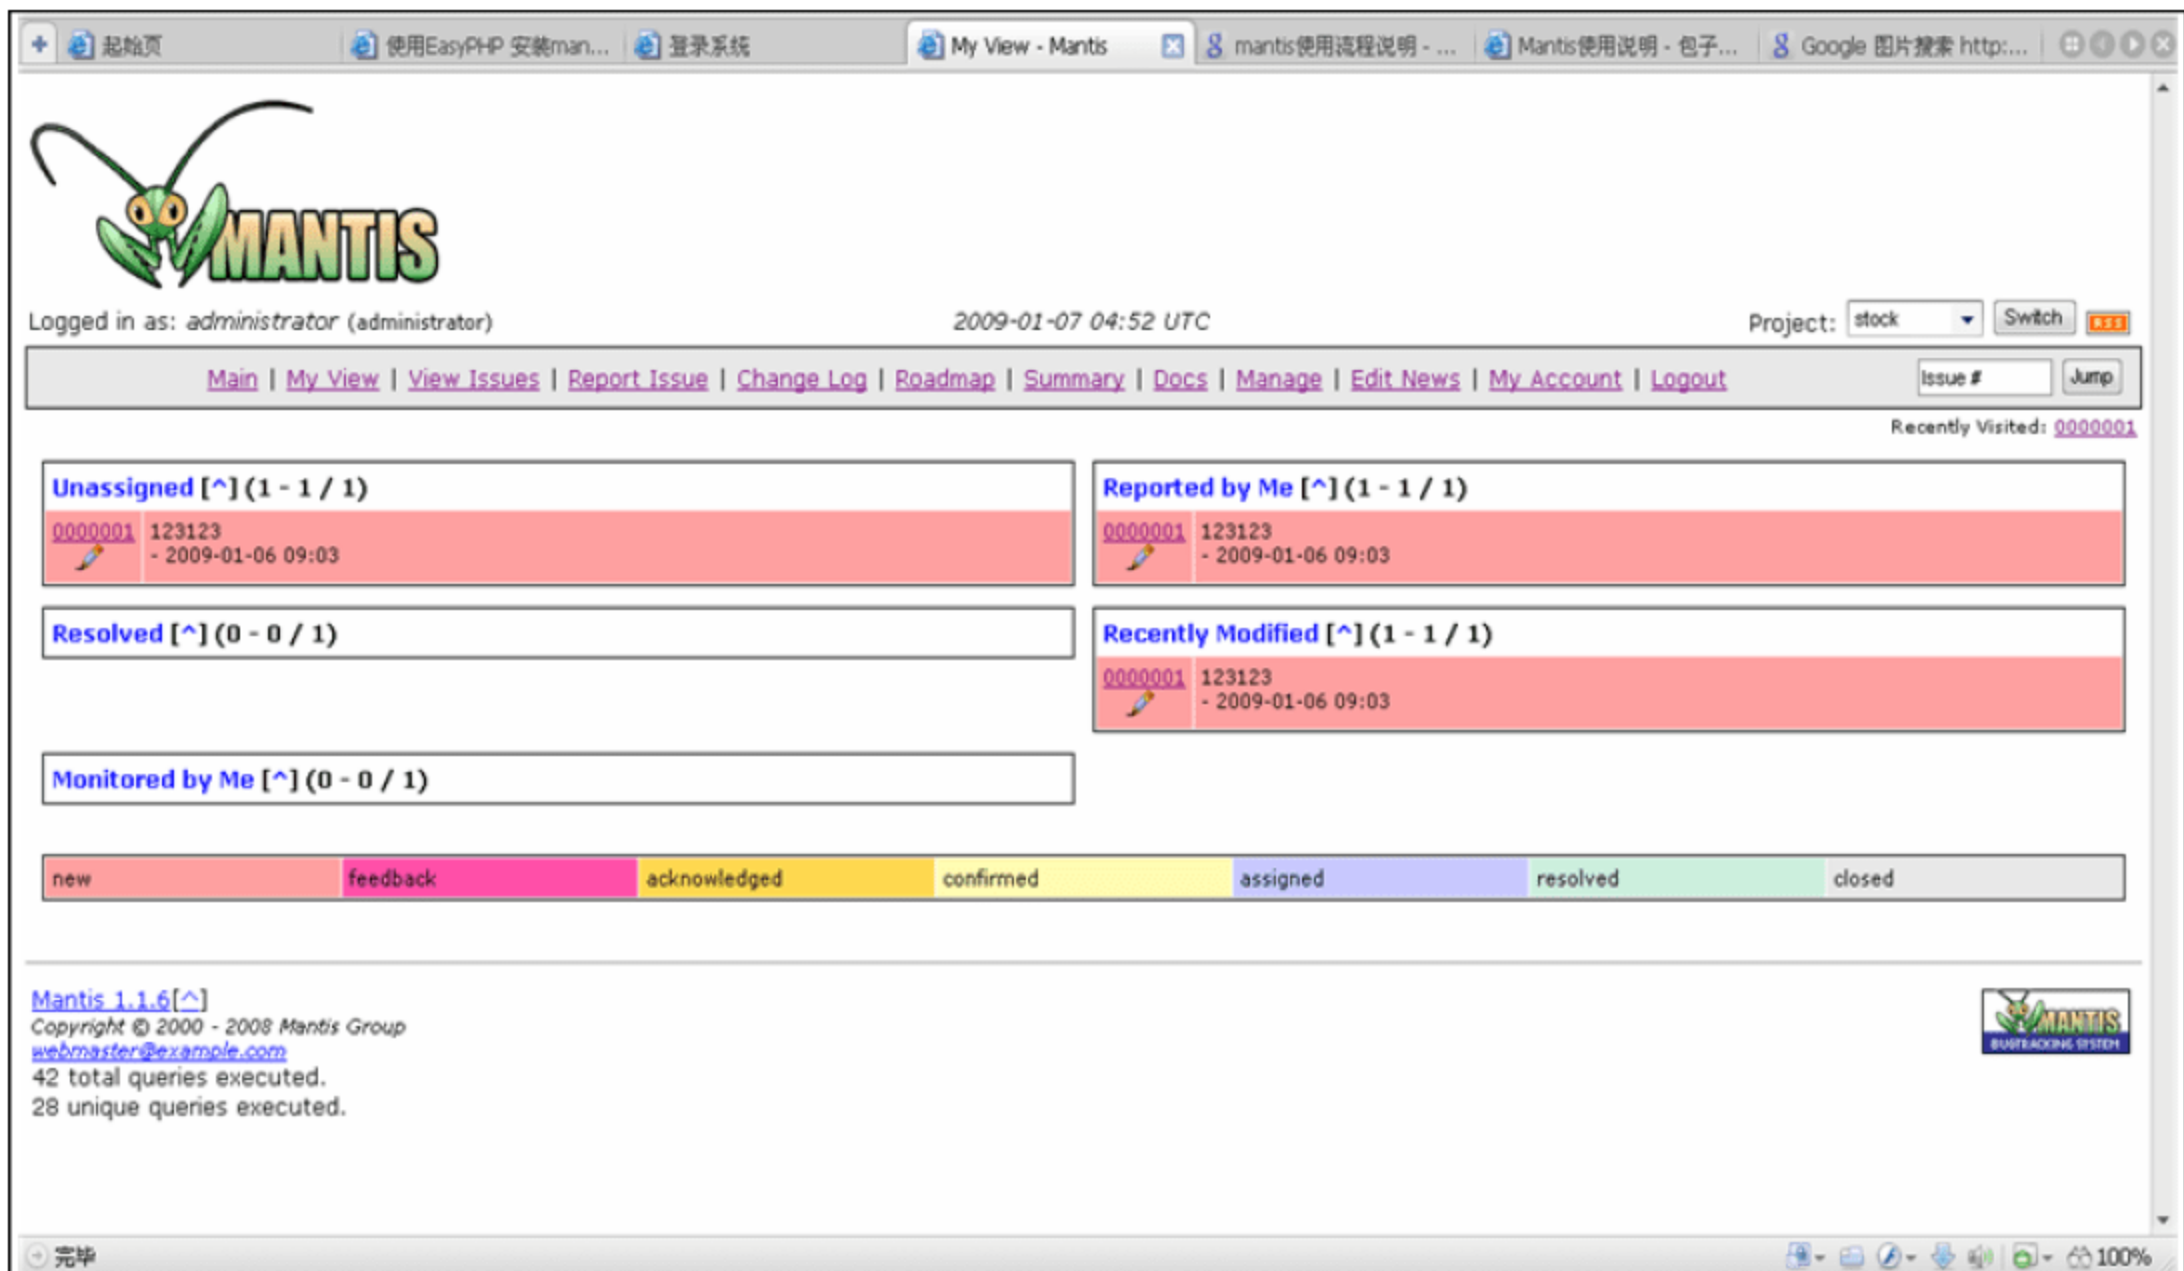 起始页 使用EasyPHP 安装man... 登录系统 My View - Mantis mantis使用流程说明 - ... Mantis使用说明 - 包子... Google 图片搜索 http:...
MANTIS
Logged in as: administrator (administrator) 2009-01-07 04:52 UTC Project: stock Switch RSS
Main | My View | View Issues | Report Issue | Change Log | Roadmap | Summary | Docs | Manage | Edit News | My Account | Logout Issue # Jump
Recently Visited: 0000001
Unassigned [^] (1 - 1 / 1)
0000001 123123
- 2009-01-06 09:03
Reported by Me [^] (1 - 1 / 1)
0000001 123123
- 2009-01-06 09:03
Resolved [^] (0 - 0 / 1)
Recently Modified [^] (1 - 1 / 1)
0000001 123123
- 2009-01-06 09:03
Monitored by Me [^] (0 - 0 / 1)
new feedback acknowledged confirmed assigned resolved closed
Mantis 1.1.6[^]
Copyright © 2000 - 2008 Mantis Group
webmaster@example.com
42 total queries executed.
28 unique queries executed.
MANTIS
BUGTRACKING SYSTEM
完毕 100%